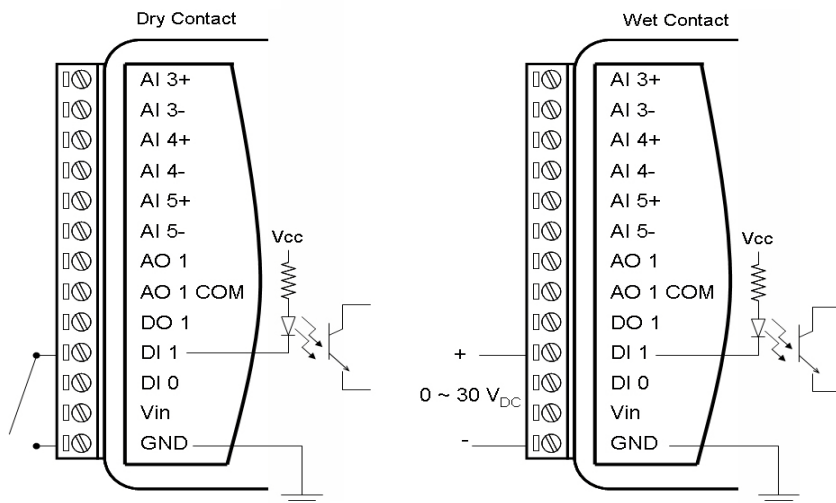 Dry Contact
AI 3+
AI 3-
AI 4+
AI 4-
AI 5+
AI 5-
AO 1
AO 1 COM
DO 1
DI 1
DI 0
Vin
GND
Vcc
Wet Contact
AI 3+
AI 3-
AI 4+
AI 4-
AI 5+
AI 5-
AO 1
AO 1 COM
DO 1
DI 1
DI 0
Vin
GND
Vcc
+
0 ~ 30 VDC
-